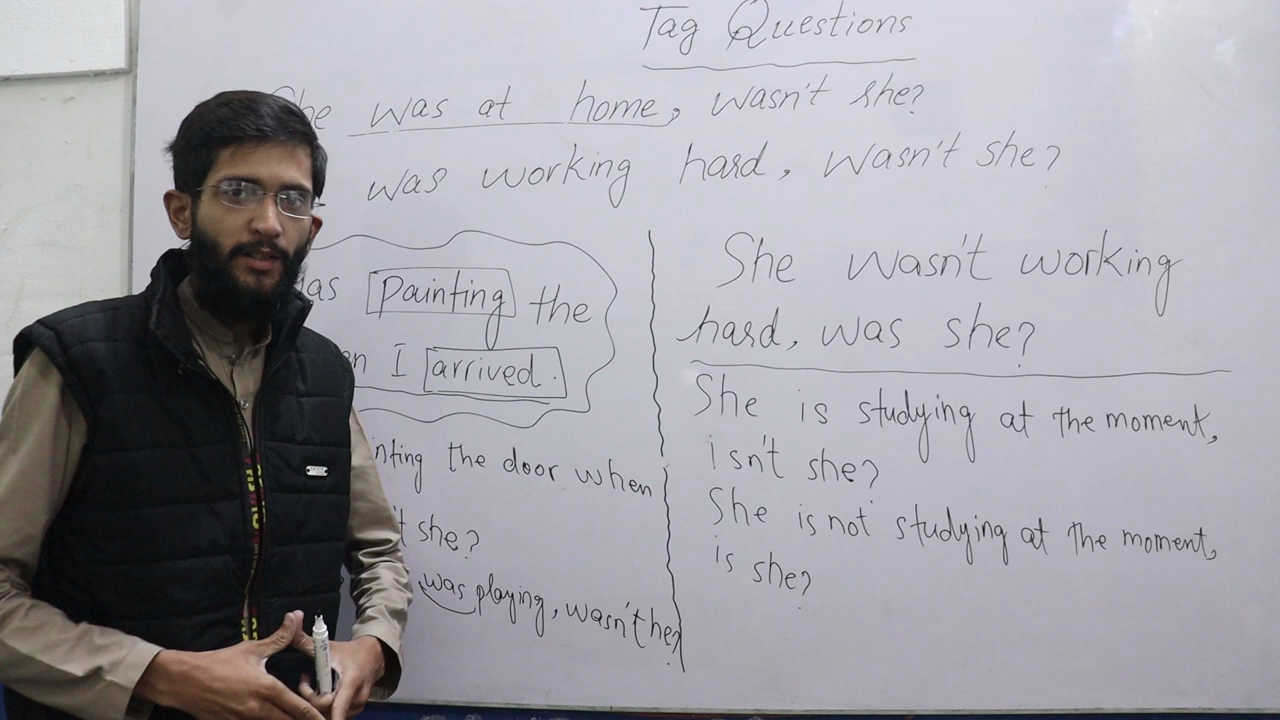 Tag Questions
She was at home, wasn't she?
was working hard, wasn't she?
painting the
I arrived.
the door when
she?
was playing, wasn't he?
She wasn't working
hard, was she?
She is studying at the moment,
isn't she?
She is not studying at the moment,
is she?